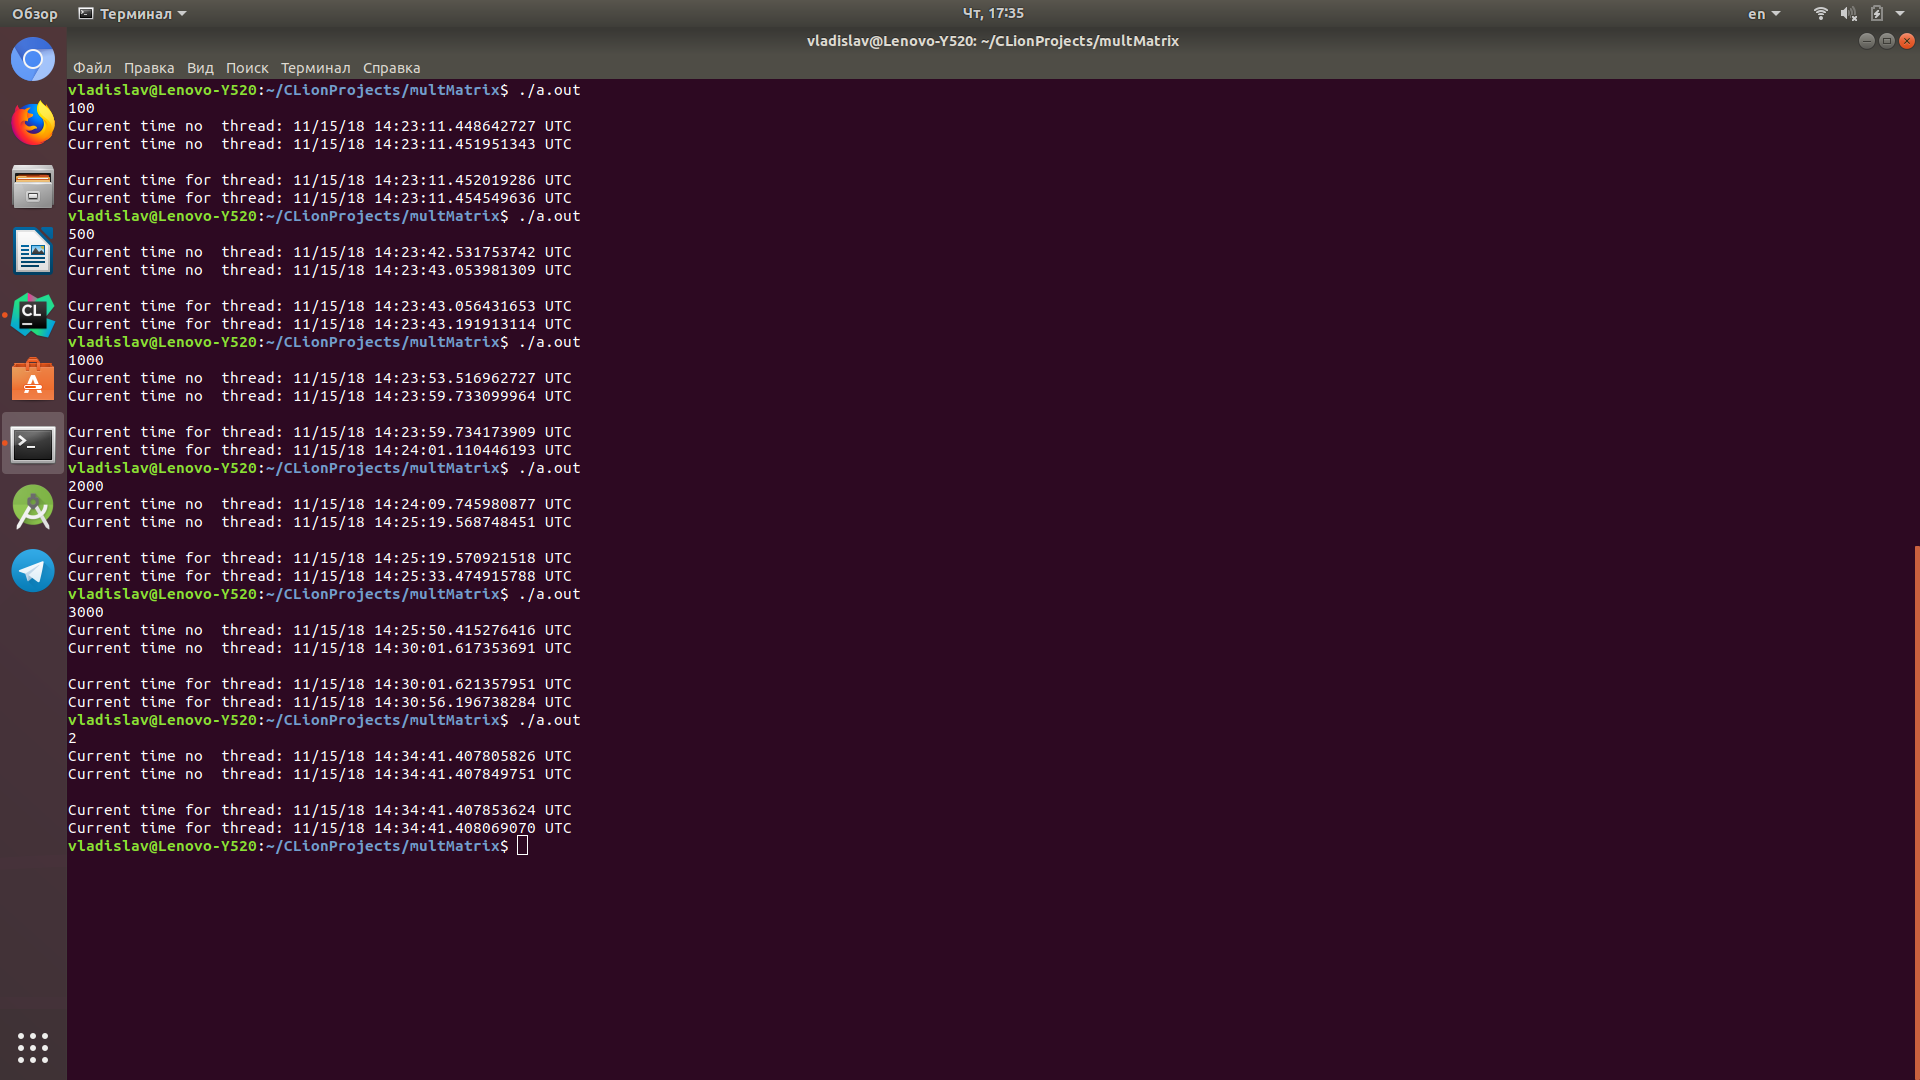 Обзор Терминал Чт, 17:35 en
vladislav@Lenovo-Y520: ~/CLionProjects/multMatrix
Файл Правка Вид Поиск Терминал Справка
vladislav@Lenovo-Y520:~/CLionProjects/multMatrix$ ./a.out
100
Current time no  thread: 11/15/18 14:23:11.448642727 UTC
Current time no  thread: 11/15/18 14:23:11.451951343 UTC
Current time for thread: 11/15/18 14:23:11.452019286 UTC
Current time for thread: 11/15/18 14:23:11.454549636 UTC
vladislav@Lenovo-Y520:~/CLionProjects/multMatrix$ ./a.out
500
Current time no  thread: 11/15/18 14:23:42.531753742 UTC
Current time no  thread: 11/15/18 14:23:43.053981309 UTC
Current time for thread: 11/15/18 14:23:43.056431653 UTC
Current time for thread: 11/15/18 14:23:43.191913114 UTC
vladislav@Lenovo-Y520:~/CLionProjects/multMatrix$ ./a.out
1000
Current time no  thread: 11/15/18 14:23:53.516962727 UTC
Current time no  thread: 11/15/18 14:23:59.733099964 UTC
Current time for thread: 11/15/18 14:23:59.734173909 UTC
Current time for thread: 11/15/18 14:24:01.110446193 UTC
vladislav@Lenovo-Y520:~/CLionProjects/multMatrix$ ./a.out
2000
Current time no  thread: 11/15/18 14:24:09.745980877 UTC
Current time no  thread: 11/15/18 14:25:19.568748451 UTC
Current time for thread: 11/15/18 14:25:19.570921518 UTC
Current time for thread: 11/15/18 14:25:33.474915788 UTC
vladislav@Lenovo-Y520:~/CLionProjects/multMatrix$ ./a.out
3000
Current time no  thread: 11/15/18 14:25:50.415276416 UTC
Current time no  thread: 11/15/18 14:30:01.617353691 UTC
Current time for thread: 11/15/18 14:30:01.621357951 UTC
Current time for thread: 11/15/18 14:30:56.196738284 UTC
vladislav@Lenovo-Y520:~/CLionProjects/multMatrix$ ./a.out
2
Current time no  thread: 11/15/18 14:34:41.407805826 UTC
Current time no  thread: 11/15/18 14:34:41.407849751 UTC
Current time for thread: 11/15/18 14:34:41.407853624 UTC
Current time for thread: 11/15/18 14:34:41.408069070 UTC
vladislav@Lenovo-Y520:~/CLionProjects/multMatrix$
CL